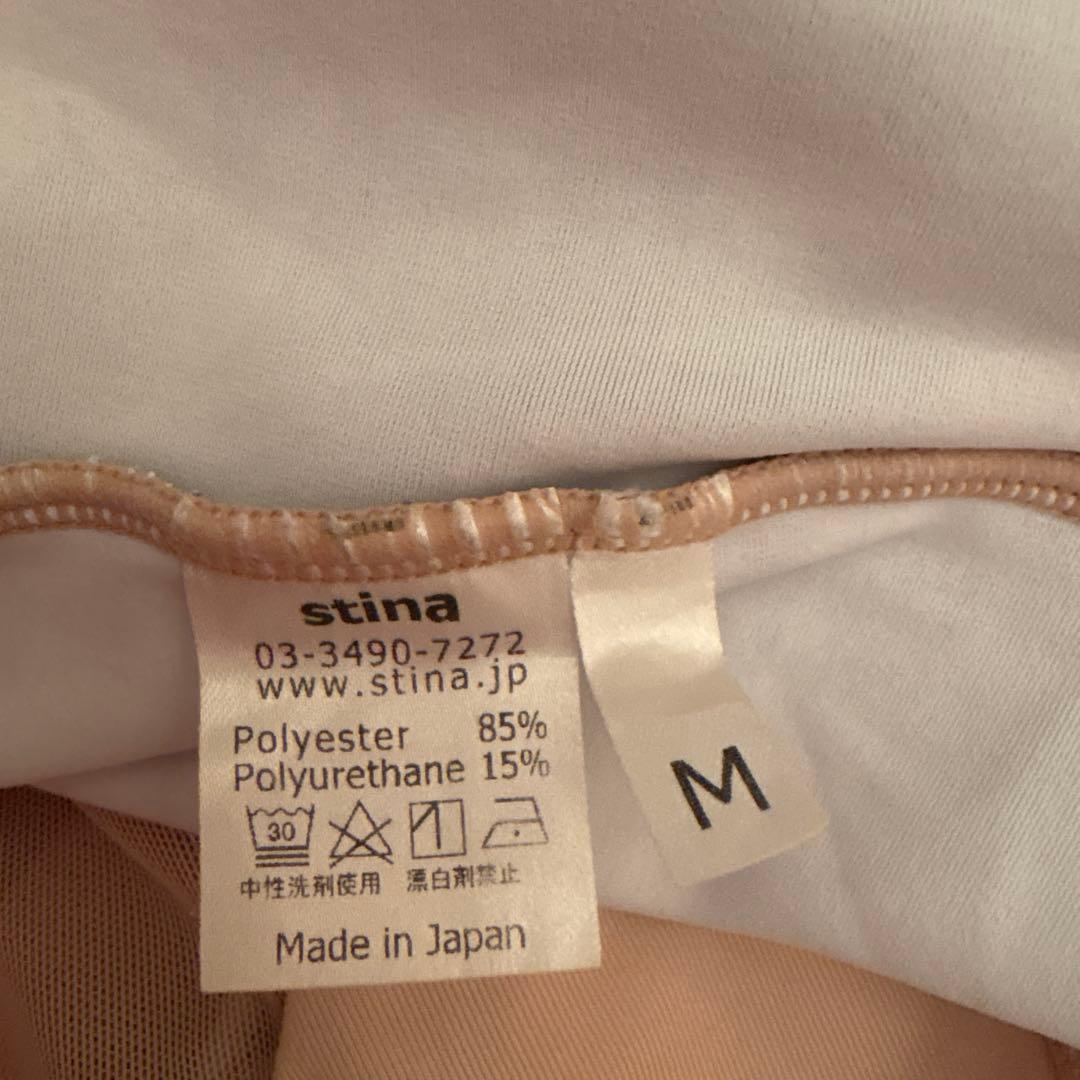 stina
03-3490-7272
www.stina.jp
Polyester 85%
Polyurethane 15%
30
中性洗剤使用 漂白剤禁止
Made in Japan
M